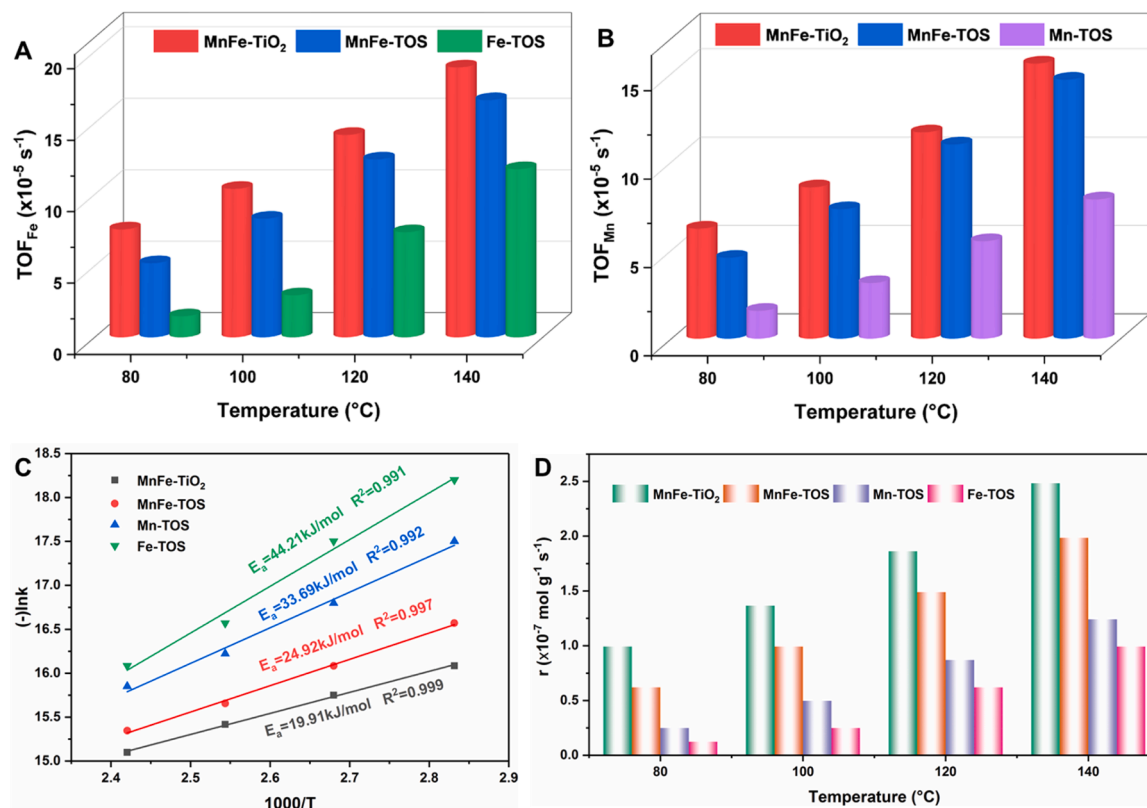 A
MnFe-TiO₂ MnFe-TOS Fe-TOS
20
15
10
5
0
TOF_Fe (x10⁻⁵ s⁻¹)
80 100 120 140
Temperature (°C)
B
MnFe-TiO₂ MnFe-TOS Mn-TOS
15
10
5
0
TOF_Mn (x10⁻⁵ s⁻¹)
80 100 120 140
Temperature (°C)
C
MnFe-TiO₂
MnFe-TOS
Mn-TOS
Fe-TOS
18.5
18.0
17.5
17.0
16.5
16.0
15.5
15.0
(-)lnk
Eₐ=44.21kJ/mol R²=0.991
Eₐ=33.69kJ/mol R²=0.992
Eₐ=24.92kJ/mol R²=0.997
Eₐ=19.91kJ/mol R²=0.999
2.4 2.5 2.6 2.7 2.8 2.9
1000/T
D
MnFe-TiO₂ MnFe-TOS Mn-TOS Fe-TOS
2.5
2.0
1.5
1.0
0.5
0.0
r (×10⁻⁷ mol g⁻¹ s⁻¹)
80 100 120 140
Temperature (°C)